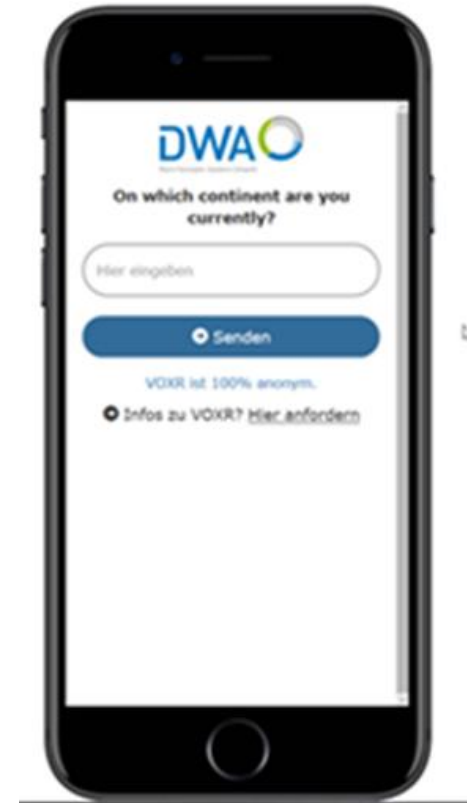 DWA
On which continent are you
currently?
Hier eingeben
Senden
VOXR ist 100% anonym.
Infos zu VOXR? Hier anfordern